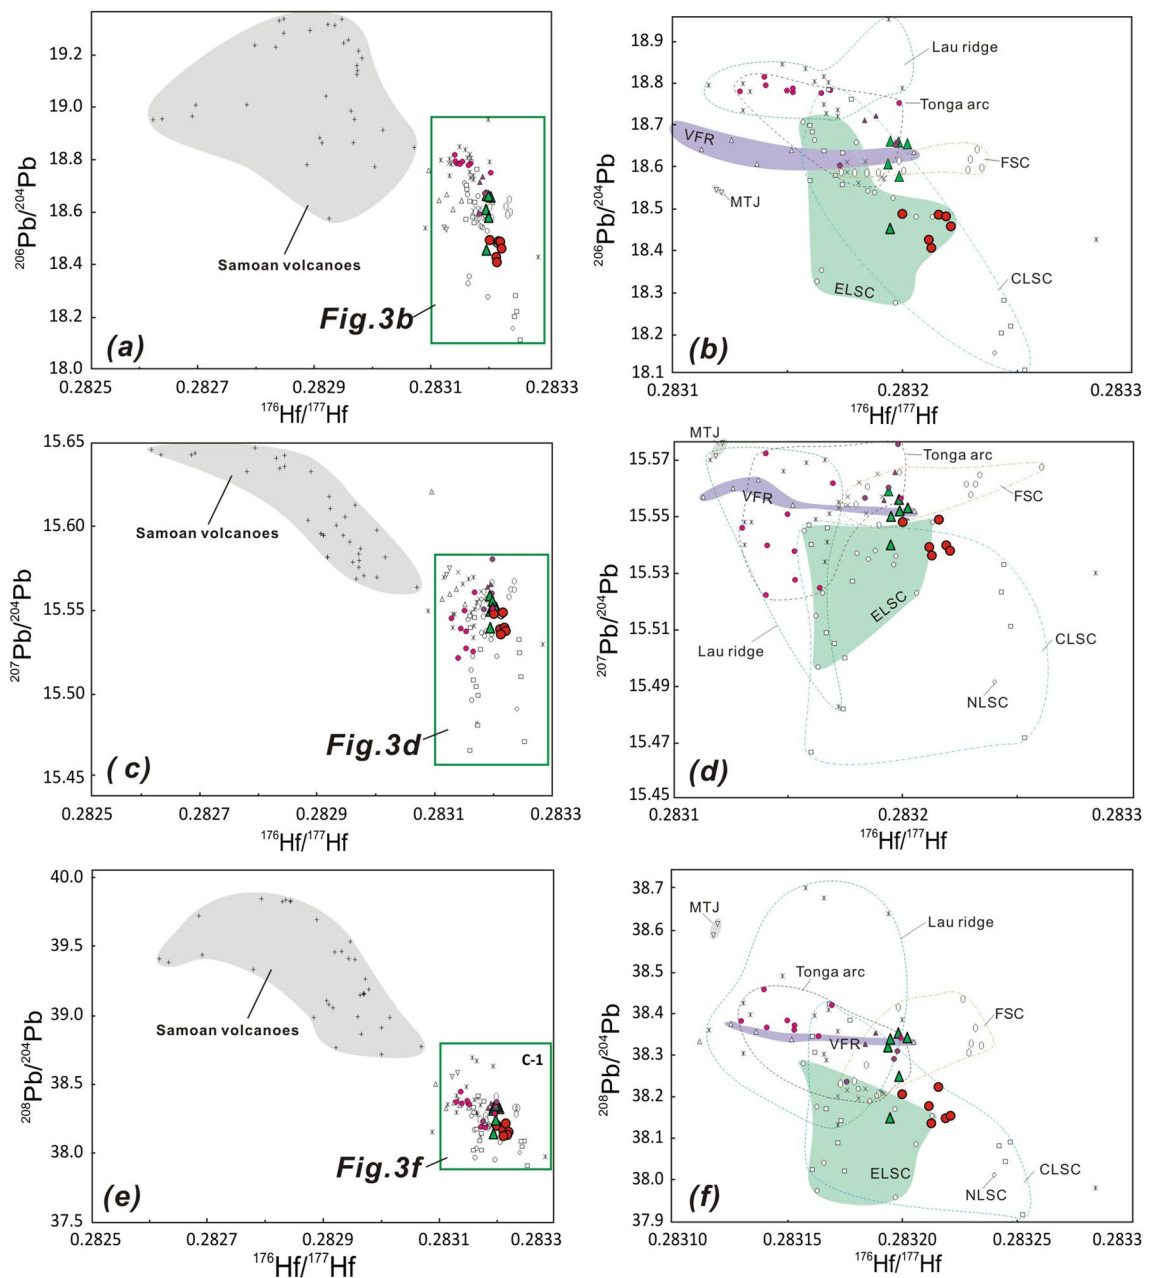 19.2
19.0
18.8
18.6
18.4
18.2
18.0
²⁰⁶Pb/²⁰⁴Pb
Samoan volcanoes
Fig.3b
(a)
0.2825
0.2827
0.2829
0.2831
0.2833
¹⁷⁶Hf/¹⁷⁷Hf
18.9
18.8
18.7
18.6
18.5
18.4
18.3
18.2
18.1
²⁰⁶Pb/²⁰⁴Pb
Lau ridge
Tonga arc
VFR
FSC
MTJ
ELSC
CLSC
(b)
0.2831
0.2832
0.2833
¹⁷⁶Hf/¹⁷⁷Hf
15.65
15.60
15.55
15.50
15.45
²⁰⁷Pb/²⁰⁴Pb
Samoan volcanoes
Fig.3d
( c)
0.2825
0.2827
0.2829
0.2831
0.2833
¹⁷⁶Hf/¹⁷⁷Hf
15.57
15.55
15.53
15.51
15.49
15.47
15.45
²⁰⁷Pb/²⁰⁴Pb
MTJ
Tonga arc
VFR
FSC
ELSC
Lau ridge
CLSC
NLSC
(d)
0.2831
0.2832
0.2833
¹⁷⁶Hf/¹⁷⁷Hf
40.0
39.5
39.0
38.5
38.0
37.5
²⁰⁸Pb/²⁰⁴Pb
Samoan volcanoes
C-1
Fig.3f
(e)
0.2825
0.2827
0.2829
0.2831
0.2833
¹⁷⁶Hf/¹⁷⁷Hf
38.7
38.6
38.5
38.4
38.3
38.2
38.1
38.0
37.9
²⁰⁸Pb/²⁰⁴Pb
MTJ
Lau ridge
Tonga arc
FSC
VFR
ELSC
CLSC
NLSC
(f)
0.28310
0.28315
0.28320
0.28325
0.2833
¹⁷⁶Hf/¹⁷⁷Hf